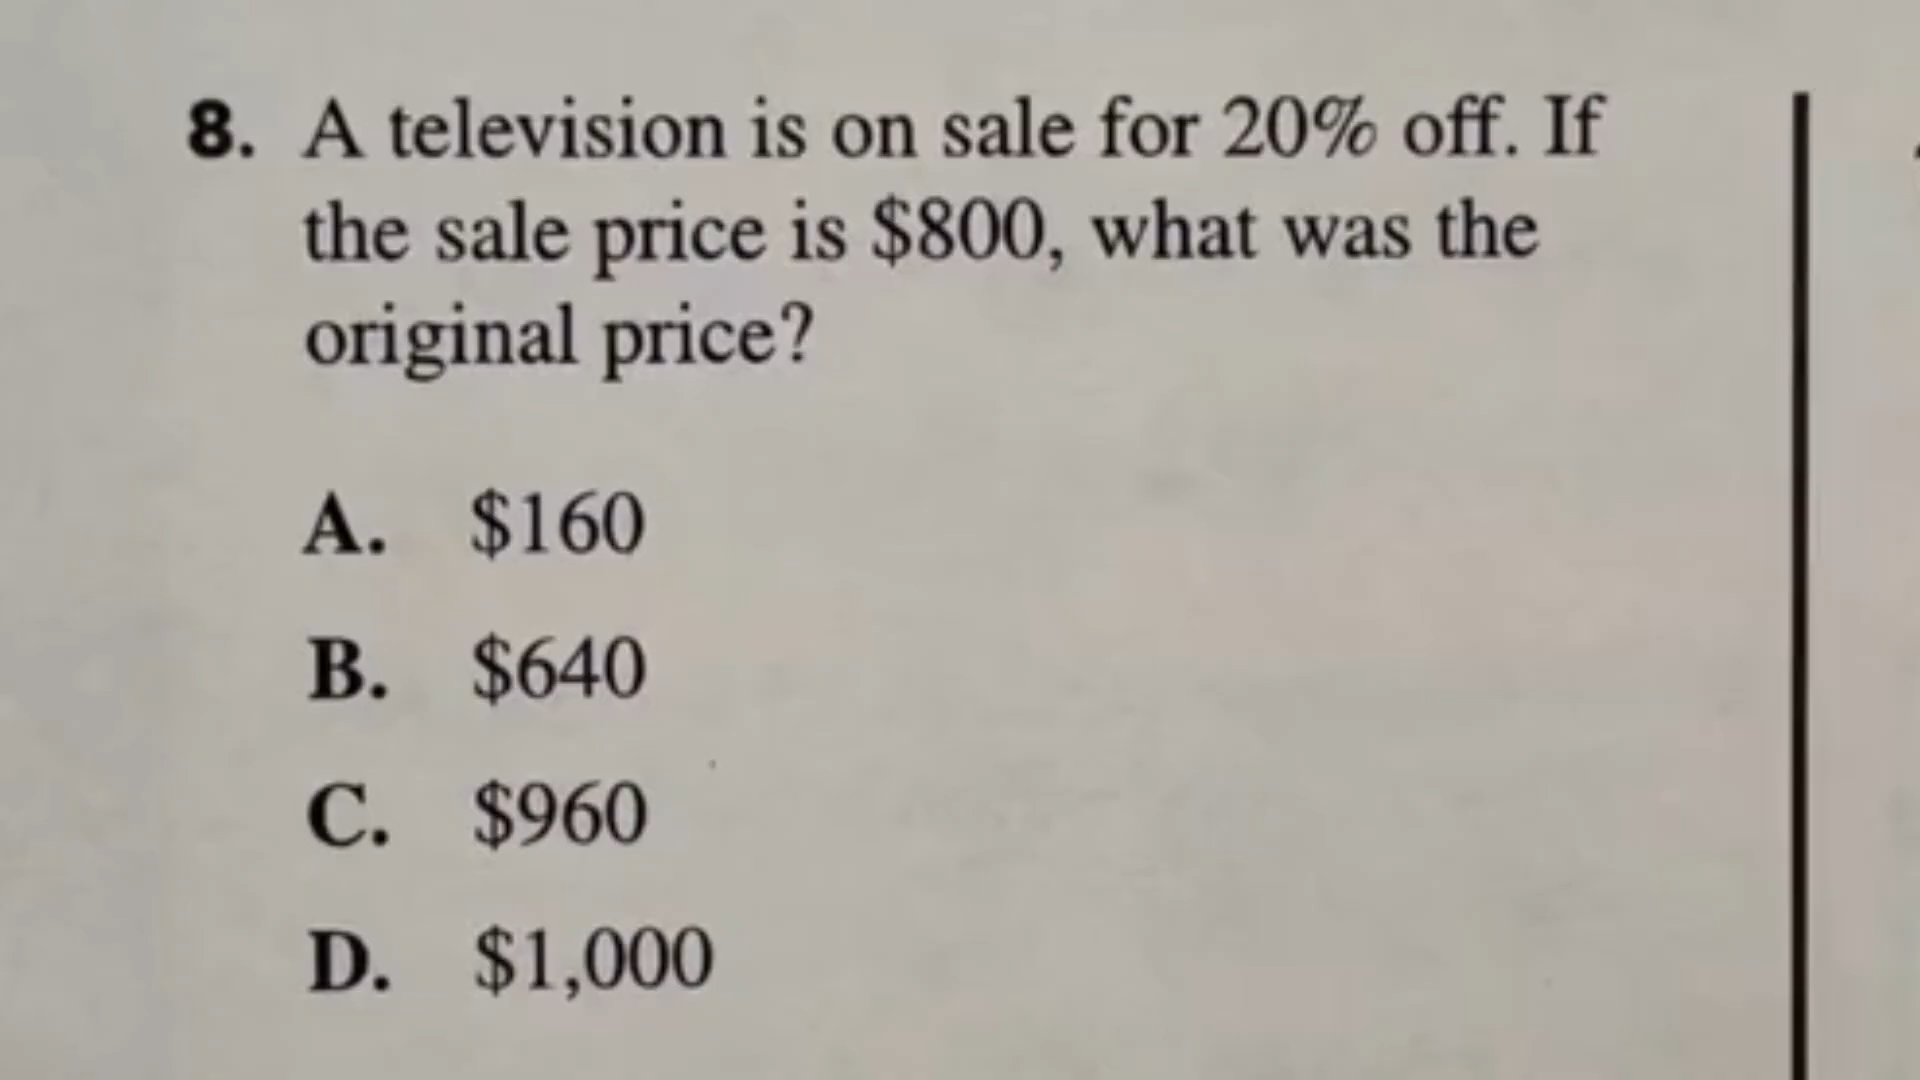 8. A television is on sale for 20% off. If
the sale price is $800, what was the
original price?
A. $160
B. $640
C. $960
D. $1,000